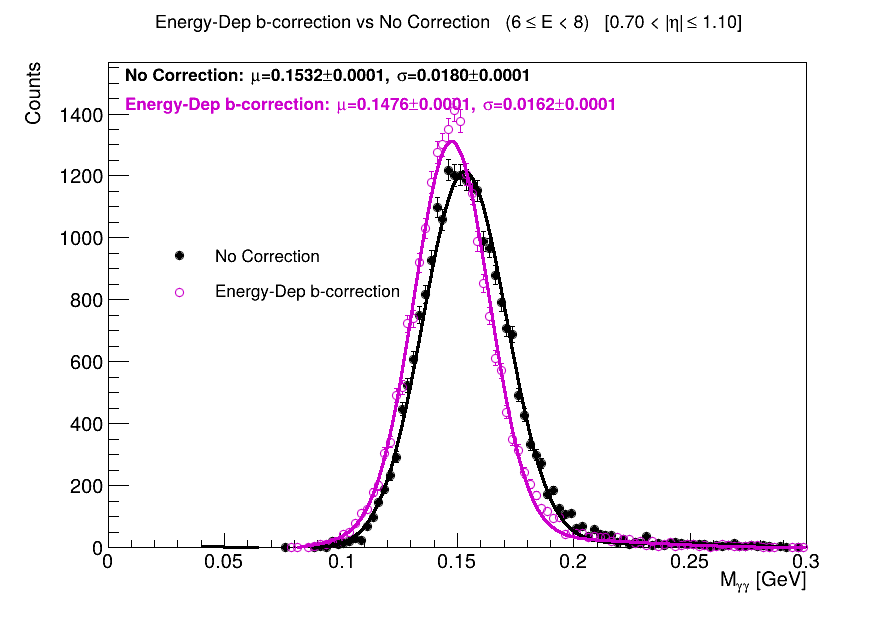 Energy-Dep b-correction vs No Correction (6 ≤ E < 8) [0.70 < |η| ≤ 1.10]
No Correction: μ=0.1532±0.0001, σ=0.0180±0.0001
Energy-Dep b-correction: μ=0.1476±0.0001, σ=0.0162±0.0001
Counts
1400
1200
1000
800
600
400
200
0
No Correction
Energy-Dep b-correction
0 0.05 0.1 0.15 0.2 0.25 0.3
Mγγ [GeV]